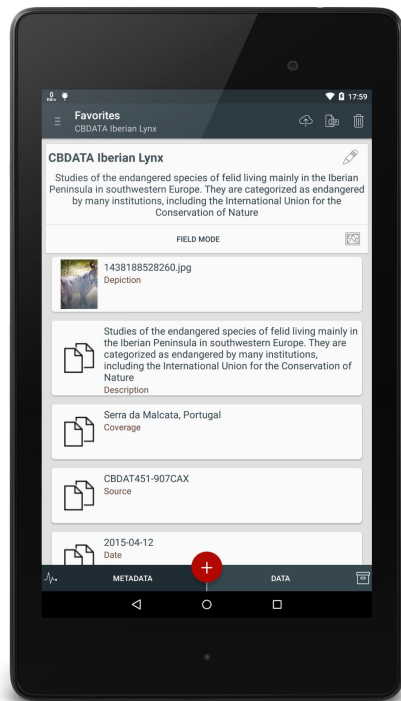 0
KB/s
17:59
Favorites
CBDATA Iberian Lynx
CBDATA Iberian Lynx
Studies of the endangered species of felid living mainly in the Iberian
Peninsula in southwestern Europe. They are categorized as endangered
by many institutions, including the International Union for the
Conservation of Nature
FIELD MODE
1438188528260.jpg
Depiction
Studies of the endangered species of felid living mainly in
the Iberian Peninsula in southwestern Europe. They are
categorized as endangered by many institutions,
including the International Union for the Conservation of
Nature
Description
Serra da Malcata, Portugal
Coverage
CBDAT451-907CAX
Source
2015-04-12
Date
METADATA
DATA